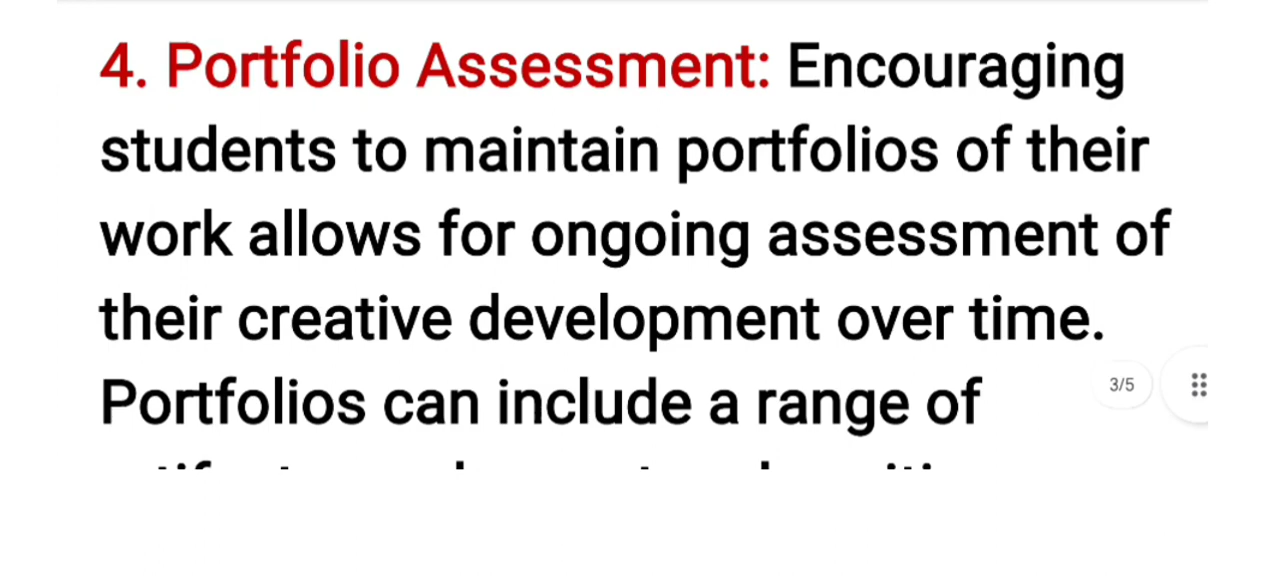 4. Portfolio Assessment: Encouraging
students to maintain portfolios of their
work allows for ongoing assessment of
their creative development over time.
Portfolios can include a range of
3/5